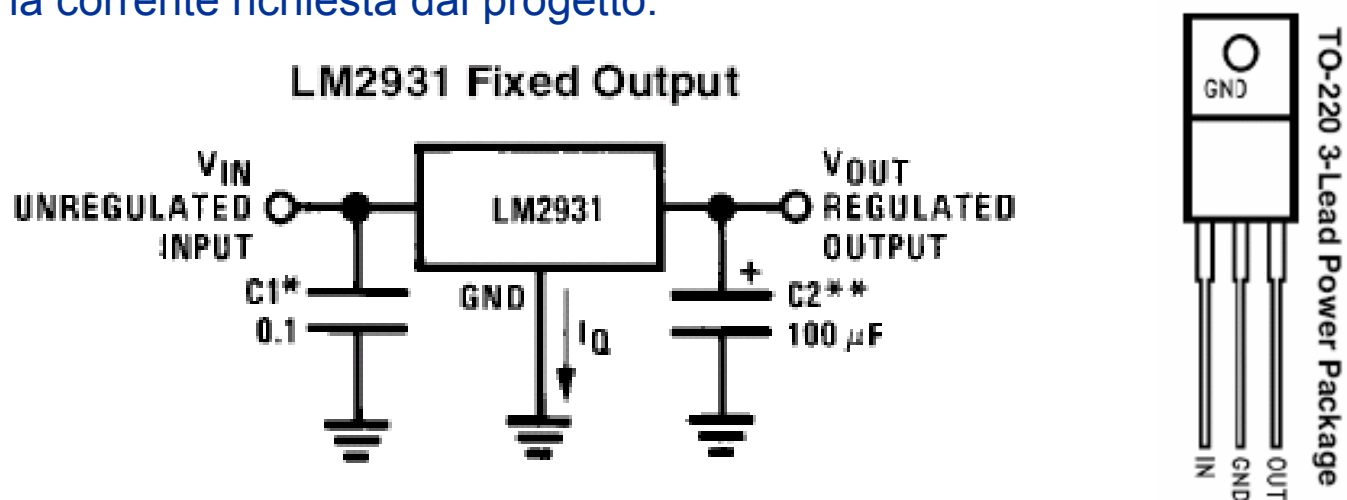 la corrente richiesta dal progetto.
LM2931 Fixed Output
VIN
UNREGULATED
INPUT
C1*
0.1
LM2931
GND
IQ
VOUT
REGULATED
OUTPUT
+
C2**
100 µF
GND
TO-220 3-Lead Power Package
IN
GND
OUT